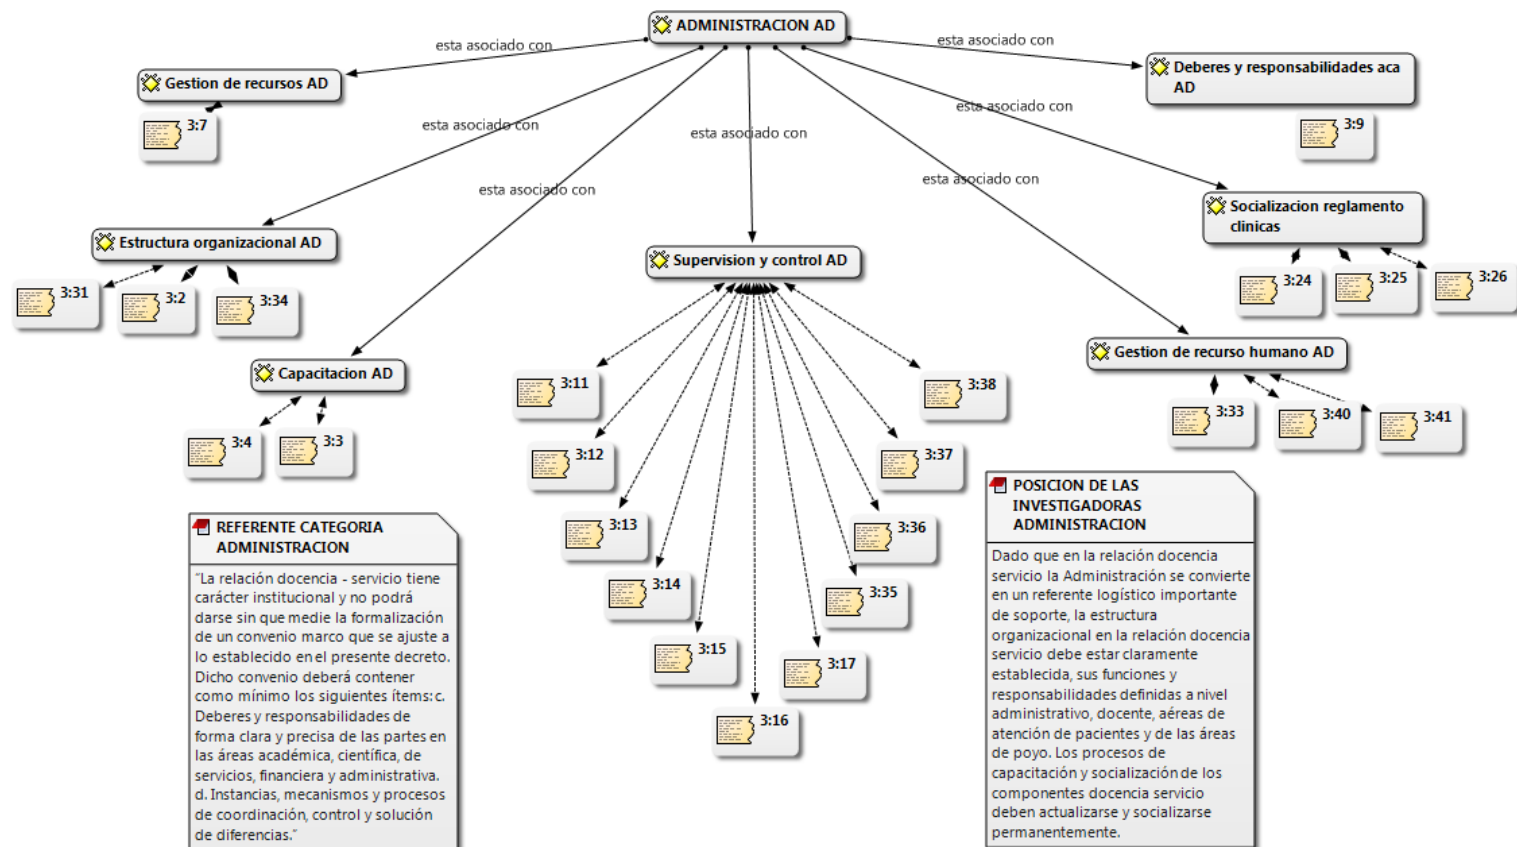 ADMINISTRACION AD
esta asociado con
esta asociado con
Gestion de recursos AD
Deberes y responsabilidades aca
AD
3:7
3:9
esta asociado con
esta asociado con
esta asociado con
esta asociado con
esta asociado con
Estructura organizacional AD
Socializacion reglamento
clinicas
3:31
3:2
3:34
Supervision y control AD
3:24
3:25
3:26
Capacitacion AD
Gestion de recurso humano AD
3:4
3:3
3:11
3:12
3:13
3:14
3:15
3:16
3:17
3:35
3:36
3:37
3:38
3:33
3:40
3:41
REFERENTE CATEGORIA
ADMINISTRACION
"La relación docencia - servicio tiene
carácter institucional y no podrá
darse sin que medie la formalización
de un convenio marco que se ajuste a
lo establecido en el presente decreto.
Dicho convenio deberá contener
como mínimo los siguientes ítems: c.
Deberes y responsabilidades de
forma clara y precisa de las partes en
las áreas académica, científica, de
servicios, financiera y administrativa.
d. Instancias, mecanismos y procesos
de coordinación, control y solución
de diferencias."
POSICION DE LAS
INVESTIGADORAS
ADMINISTRACION
Dado que en la relación docencia
servicio la Administración se convierte
en un referente logístico importante
de soporte, la estructura
organizacional en la relación docencia
servicio debe estar claramente
establecida, sus funciones y
responsabilidades definidas a nivel
administrativo, docente, aéreas de
atención de pacientes y de las áreas
de poyo. Los procesos de
capacitación y socialización de los
componentes docencia servicio
deben actualizarse y socializarse
permanentemente.